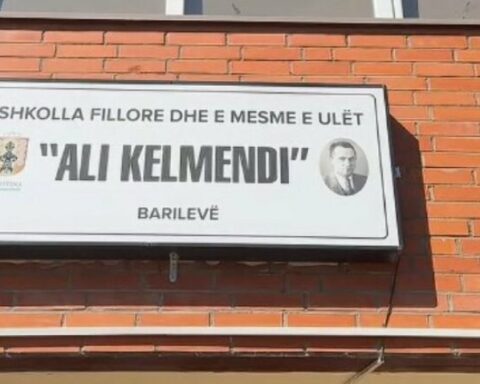 SHKOLLA FILLORE DHE E MESME E ULËT
"ALI KELMENDI"
BARILEVË